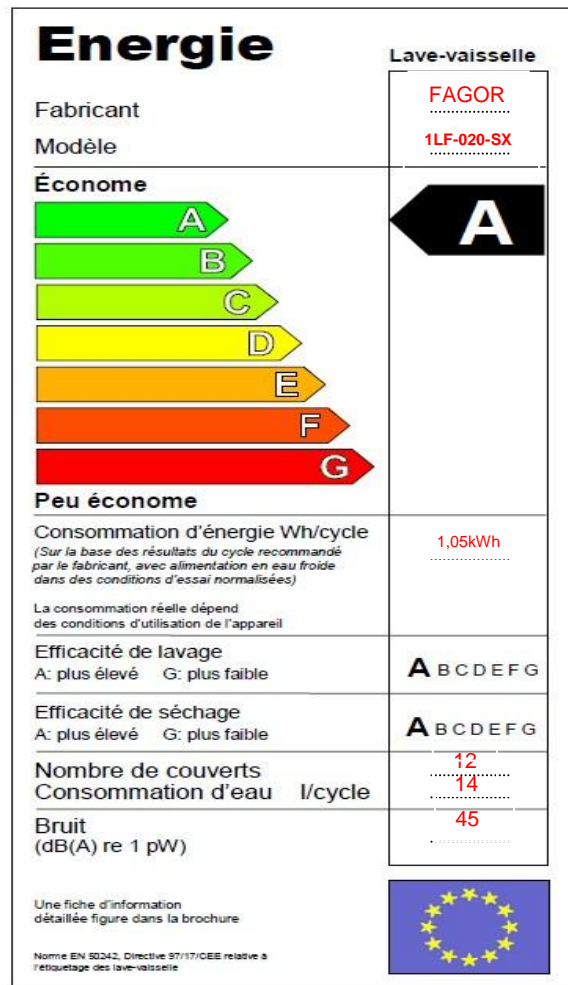 Energie
Lave-vaisselle
Fabricant
FAGOR
Modèle
1LF-020-SX
Économe
A
A
B
C
D
E
F
G
Peu économe
Consommation d'énergie Wh/cycle
1,05kWh
(Sur la base des résultats du cycle recommandé
par le fabricant, avec alimentation en eau froide
dans des conditions d'essai normalisées)
La consommation réelle dépend
des conditions d'utilisation de l'appareil
Efficacité de lavage
A: plus élevé G: plus faible
A B C D E F G
Efficacité de séchage
A: plus élevé G: plus faible
A B C D E F G
Nombre de couverts
12
Consommation d'eau l/cycle
14
Bruit
45
(dB(A) re 1 pW)
Une fiche d'information
détaillée figure dans la brochure
Norme EN 50242, Directive 97/17/CEE relative à
l'étiquetage des lave-vaisselle